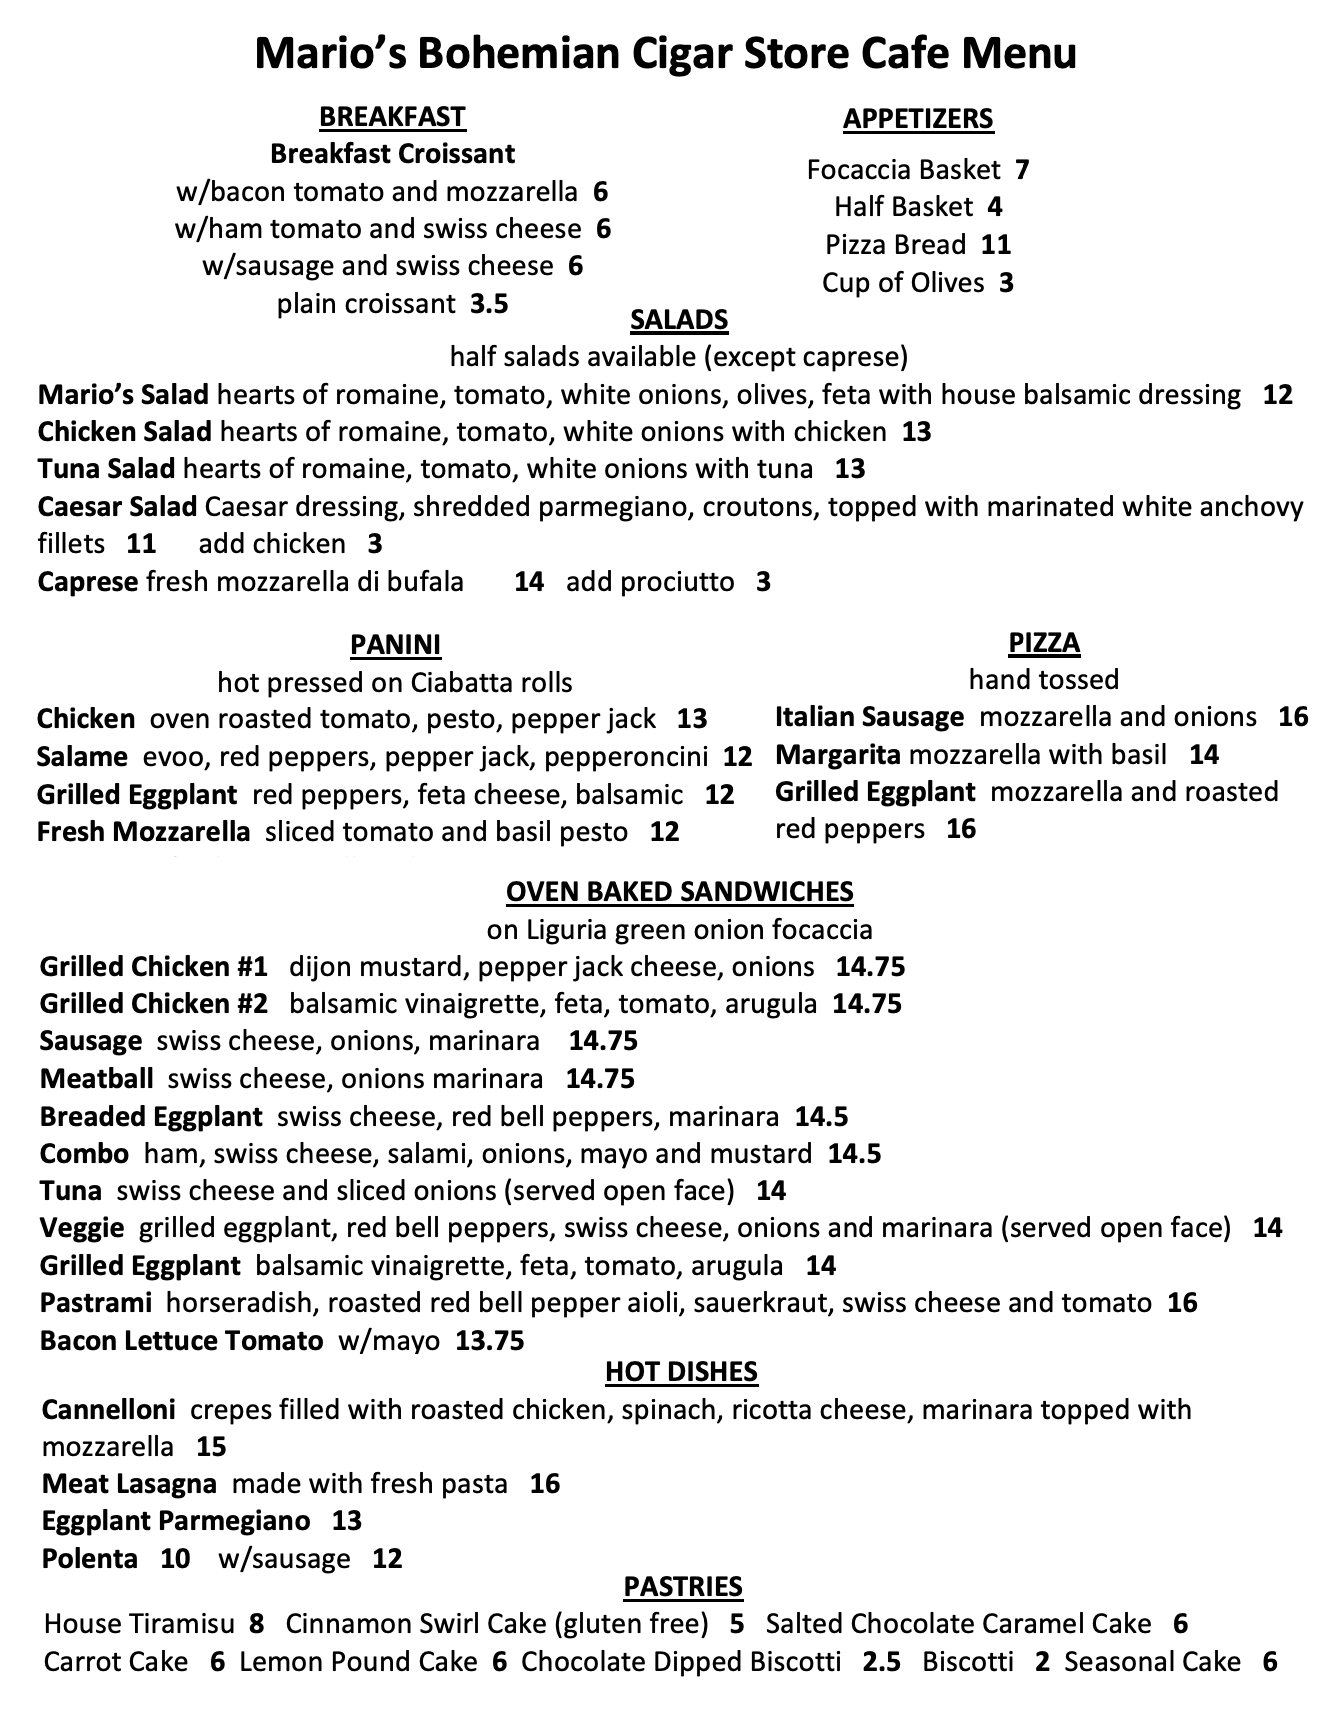 Mario’s Bohemian Cigar Store Cafe Menu
BREAKFAST
Breakfast Croissant
w/bacon tomato and mozzarella 6
w/ham tomato and swiss cheese 6
w/sausage and swiss cheese 6
plain croissant 3.5
APPETIZERS
Focaccia Basket 7
Half Basket 4
Pizza Bread 11
Cup of Olives 3
SALADS
half salads available (except caprese)
Mario’s Salad hearts of romaine, tomato, white onions, olives, feta with house balsamic dressing 12
Chicken Salad hearts of romaine, tomato, white onions with chicken 13
Tuna Salad hearts of romaine, tomato, white onions with tuna 13
Caesar Salad Caesar dressing, shredded parmegiano, croutons, topped with marinated white anchovy
fillets 11 add chicken 3
Caprese fresh mozzarella di bufala 14 add prociutto 3
PANINI
hot pressed on Ciabatta rolls
Chicken oven roasted tomato, pesto, pepper jack 13
Salame evoo, red peppers, pepper jack, pepperoncini 12
Grilled Eggplant red peppers, feta cheese, balsamic 12
Fresh Mozzarella sliced tomato and basil pesto 12
PIZZA
hand tossed
Italian Sausage mozzarella and onions 16
Margarita mozzarella with basil 14
Grilled Eggplant mozzarella and roasted
red peppers 16
OVEN BAKED SANDWICHES
on Liguria green onion focaccia
Grilled Chicken #1 dijon mustard, pepper jack cheese, onions 14.75
Grilled Chicken #2 balsamic vinaigrette, feta, tomato, arugula 14.75
Sausage swiss cheese, onions, marinara 14.75
Meatball swiss cheese, onions marinara 14.75
Breaded Eggplant swiss cheese, red bell peppers, marinara 14.5
Combo ham, swiss cheese, salami, onions, mayo and mustard 14.5
Tuna swiss cheese and sliced onions (served open face) 14
Veggie grilled eggplant, red bell peppers, swiss cheese, onions and marinara (served open face) 14
Grilled Eggplant balsamic vinaigrette, feta, tomato, arugula 14
Pastrami horseradish, roasted red bell pepper aioli, sauerkraut, swiss cheese and tomato 16
Bacon Lettuce Tomato w/mayo 13.75
HOT DISHES
Cannelloni crepes filled with roasted chicken, spinach, ricotta cheese, marinara topped with
mozzarella 15
Meat Lasagna made with fresh pasta 16
Eggplant Parmegiano 13
Polenta 10 w/sausage 12
PASTRIES
House Tiramisu 8 Cinnamon Swirl Cake (gluten free) 5 Salted Chocolate Caramel Cake 6
Carrot Cake 6 Lemon Pound Cake 6 Chocolate Dipped Biscotti 2.5 Biscotti 2 Seasonal Cake 6